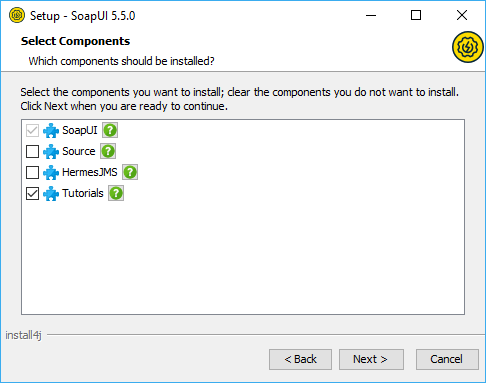 Setup - SoapUI 5.5.0
Select Components
Which components should be installed?
Select the components you want to install; clear the components you do not want to install.
Click Next when you are ready to continue.
SoapUI ?
Source ?
HermesJMS ?
Tutorials ?
install4j
< Back Next > Cancel